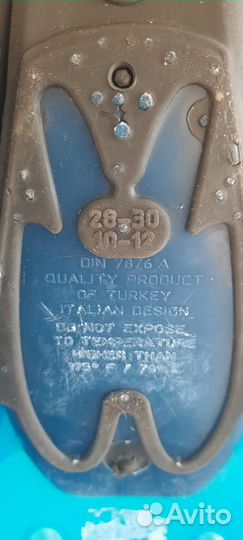 28-30
10-12
DIN 7876 A
QUALITY PRODUCT
OF TURKEY
ITALIAN DESIGN
DO NOT EXPOSE
TO TEMPERATURE
HIGHER THAN
F /
Avito